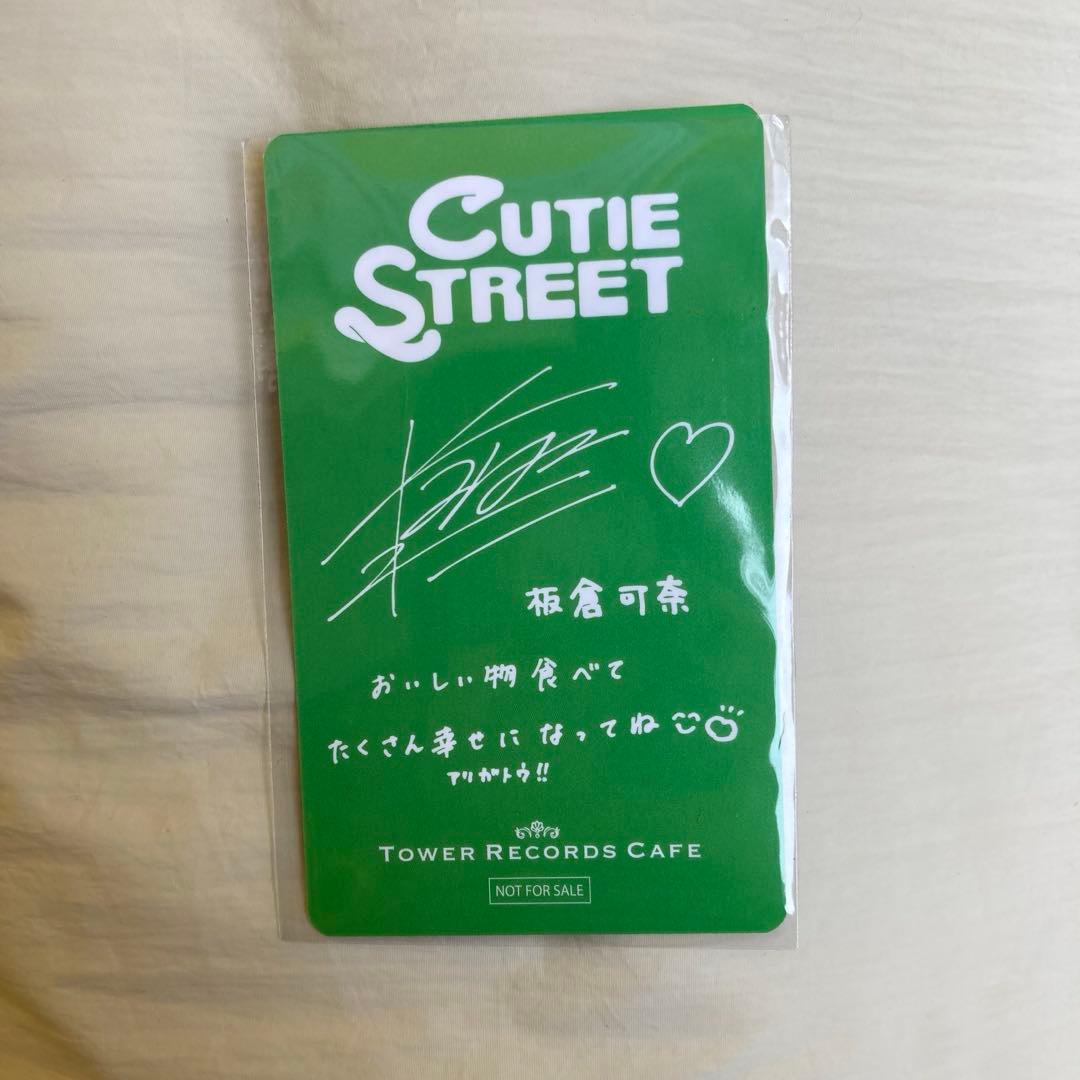 CUTIE
STREET
板倉可奈
おいしい物食べて
たくさん幸せになってね
アリガトウ!!
TOWER RECORDS CAFE
NOT FOR SALE